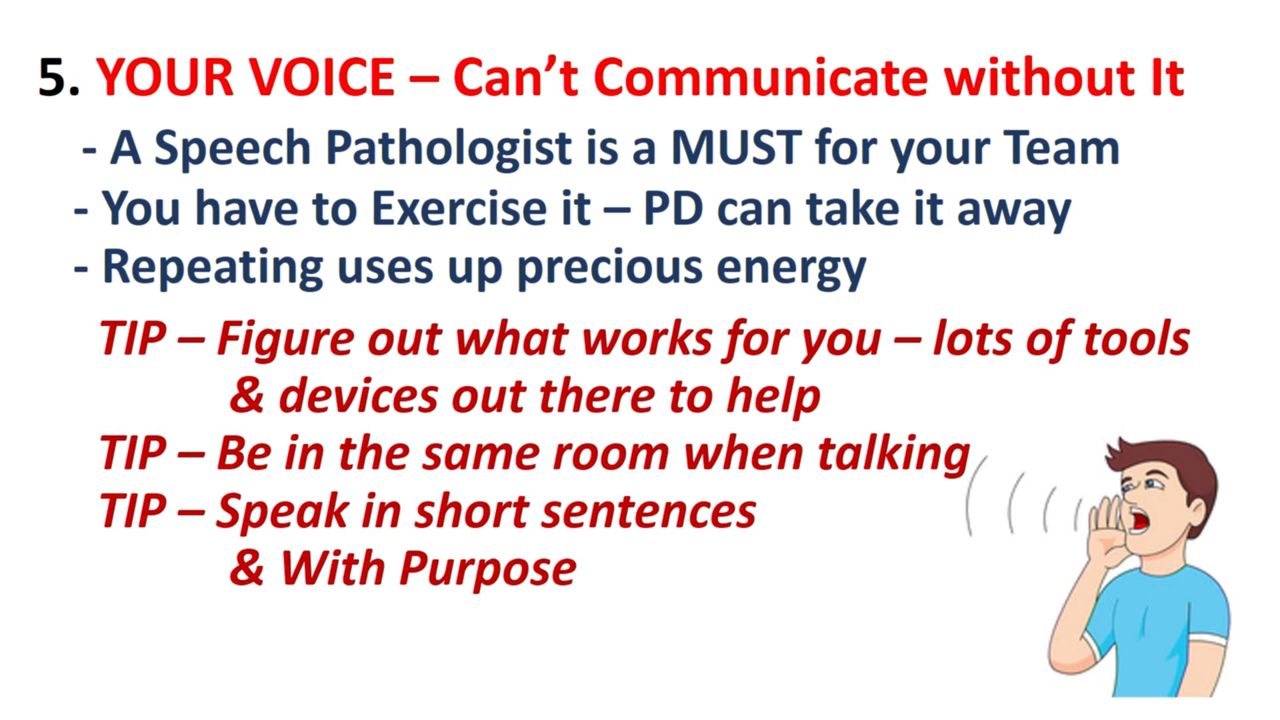 5. YOUR VOICE – Can’t Communicate without It
- A Speech Pathologist is a MUST for your Team
- You have to Exercise it – PD can take it away
- Repeating uses up precious energy
TIP – Figure out what works for you – lots of tools
& devices out there to help
TIP – Be in the same room when talking
TIP – Speak in short sentences
& With Purpose